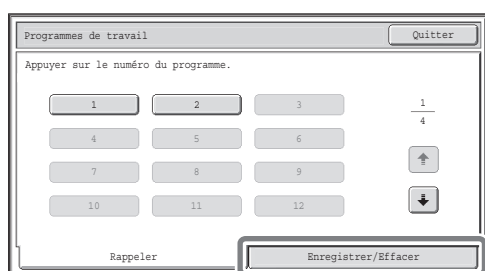 Programmes de travail
Quitter
Appuyer sur le numéro du programme.
1 2 3
1
4
4 5 6
7 8 9
10 11 12
Rappeler
Enregistrer/Effacer